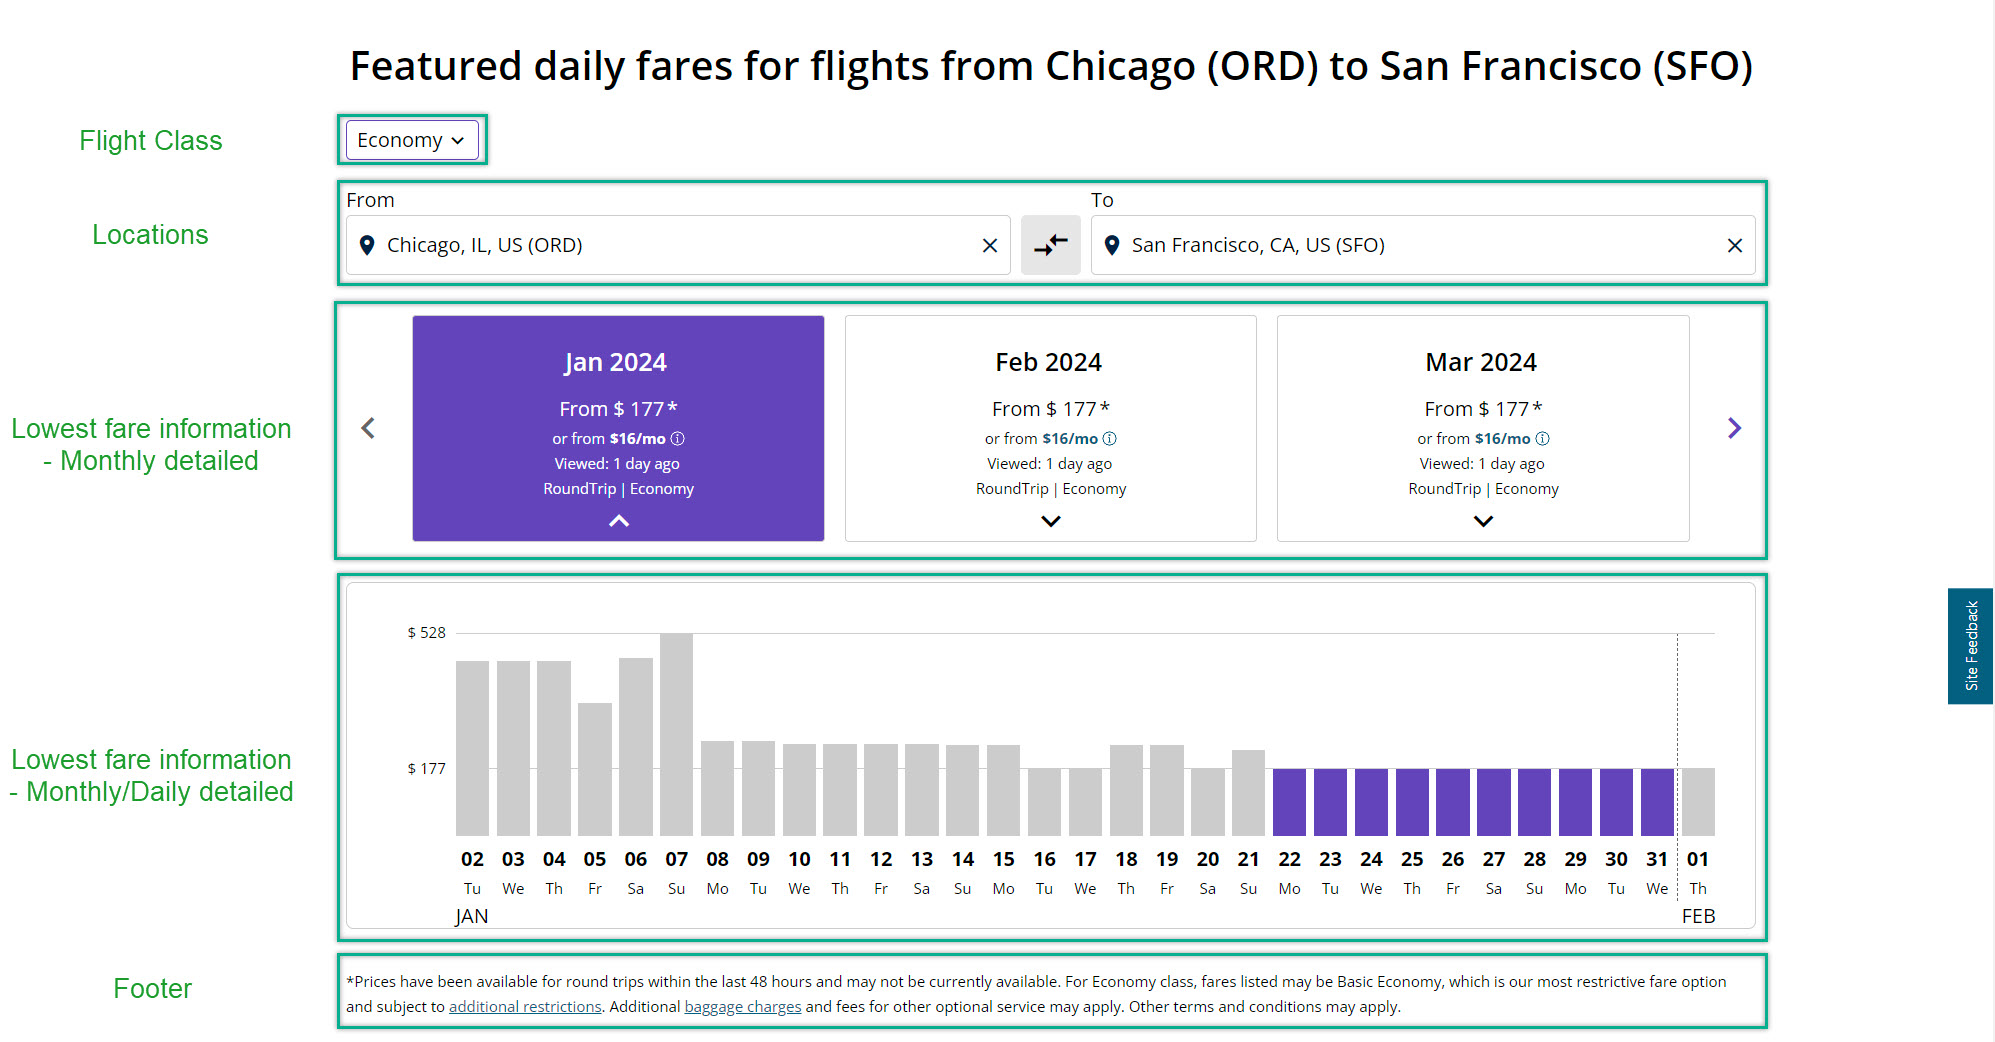 Featured daily fares for flights from Chicago (ORD) to San Francisco (SFO)
Flight Class
Economy
Locations
From
To
Chicago, IL, US (ORD)
San Francisco, CA, US (SFO)
Lowest fare information
- Monthly detailed
Jan 2024
From $ 177*
or from $16/mo
Viewed: 1 day ago
RoundTrip | Economy
Feb 2024
From $ 177*
or from $16/mo
Viewed: 1 day ago
RoundTrip | Economy
Mar 2024
From $ 177*
or from $16/mo
Viewed: 1 day ago
RoundTrip | Economy
Lowest fare information
- Monthly/Daily detailed
$ 528
$ 177
02 03 04 05 06 07 08 09 10 11 12 13 14 15 16 17 18 19 20 21 22 23 24 25 26 27 28 29 30 31 01
Tu We Th Fr Sa Su Mo Tu We Th Fr Sa Su Mo Tu We Th Fr Sa Su Mo Tu We Th Fr Sa Su Mo Tu We Th
JAN FEB
Site Feedback
Footer
*Prices have been available for round trips within the last 48 hours and may not be currently available. For Economy class, fares listed may be Basic Economy, which is our most restrictive fare option
and subject to additional restrictions. Additional baggage charges and fees for other optional service may apply. Other terms and conditions may apply.